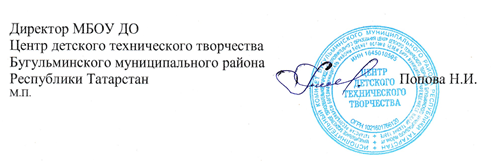 Директор МБОУ ДО
Центр детского технического творчества
Бугульминского муниципального района
Республики Татарстан Попова Н.И.
М.П.
ЦЕНТР
ДЕТСКОГО
ТЕХНИЧЕСКОГО
ТВОРЧЕСТВА